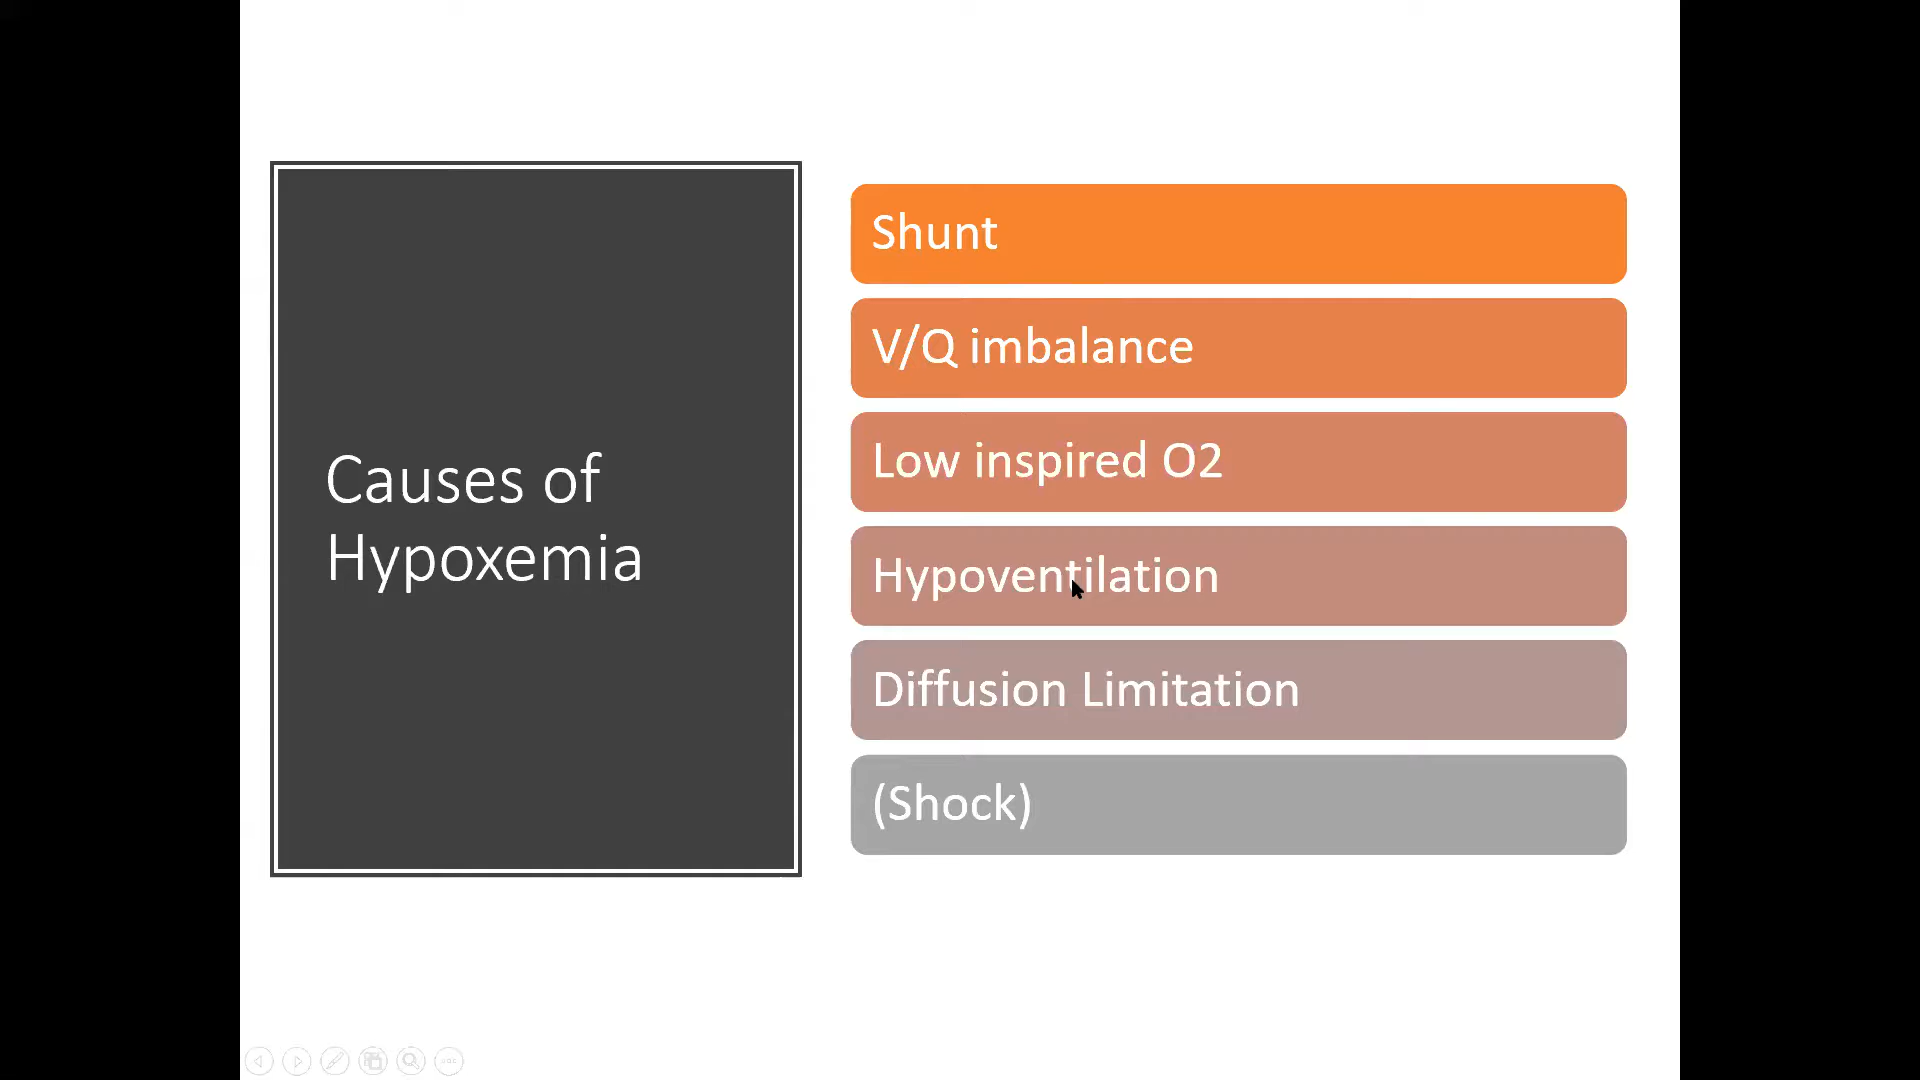 Causes of
Hypoxemia
Shunt
V/Q imbalance
Low inspired O2
Hypoventilation
Diffusion Limitation
(Shock)